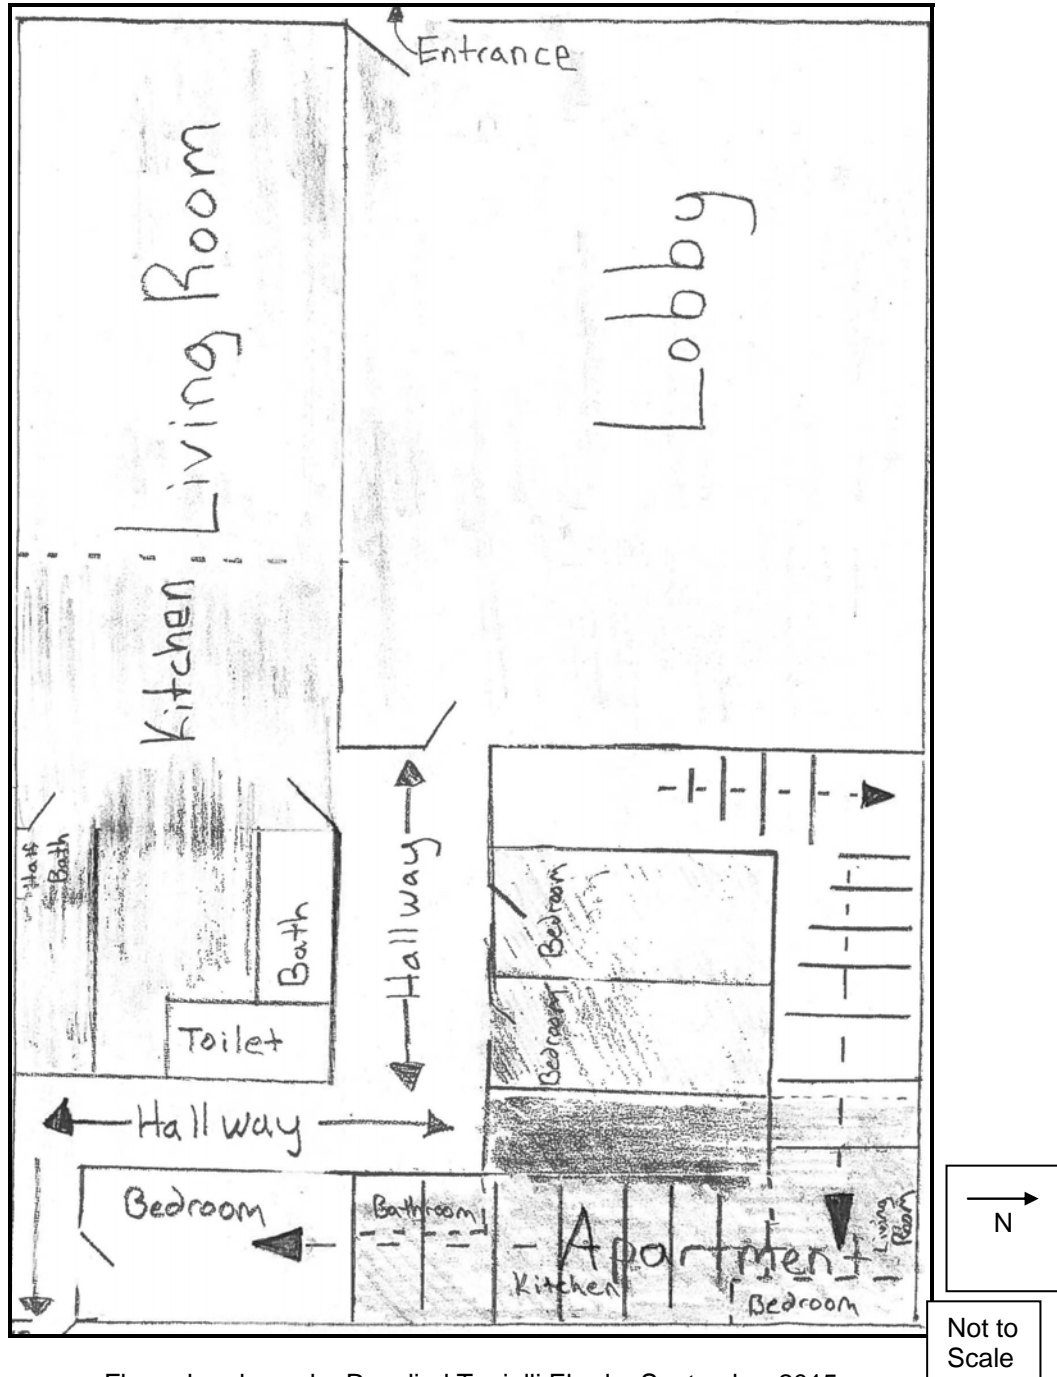 Entrance
Living Room
Lobby
Kitchen
Half
Bath
Bath
Toilet
Hallway
Bedroom
Bedroom
Hallway
Bedroom
Bathroom
Apartment
Kitchen
Living
Room
Bedroom
N
Not to
Scale